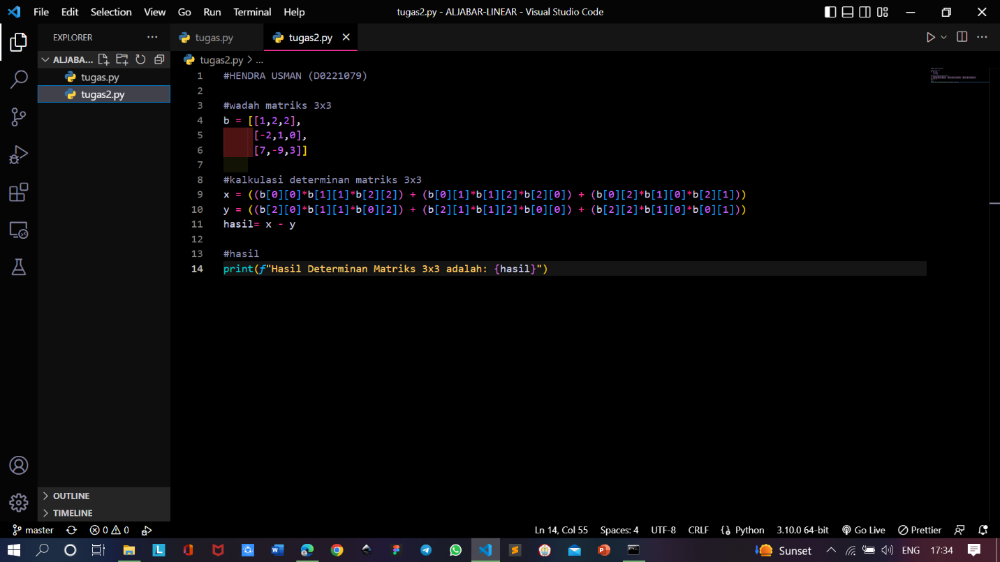 File Edit Selection View Go Run Terminal Help tugas2.py - ALJABAR-LINEAR - Visual Studio Code
EXPLORER
tugas.py tugas2.py
ALJABA...
tugas.py
tugas2.py
tugas2.py > ...
1 #HENDRA USMAN (D0221079)
2
3 #wadah matriks 3x3
4 b = [[1,2,2],
5 [-2,1,0],
6 [7,-9,3]]
7
8 #kalkulasi determinan matriks 3x3
9 x = ((b[0][0]*b[1][1]*b[2][2]) + (b[0][1]*b[1][2]*b[2][0]) + (b[0][2]*b[1][0]*b[2][1]))
10 y = ((b[2][0]*b[1][1]*b[0][2]) + (b[2][1]*b[1][2]*b[0][0]) + (b[2][2]*b[1][0]*b[0][1]))
11 hasil= x - y
12
13 #hasil
14 print(f"Hasil Determinan Matriks 3x3 adalah: {hasil}")
OUTLINE
TIMELINE
master 0 0 Ln 14, Col 55 Spaces: 4 UTF-8 CRLF Python 3.10.0 64-bit Go Live Prettier
Sunset ENG 17:34